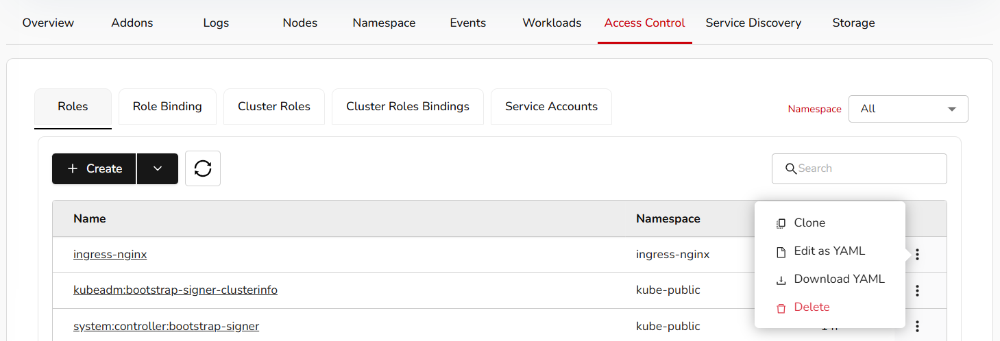 Overview Addons Logs Nodes Namespace Events Workloads Access Control Service Discovery Storage
Roles Role Binding Cluster Roles Cluster Roles Bindings Service Accounts Namespace All
+ Create Search
Name Namespace
Clone
ingress-nginx ingress-nginx
Edit as YAML
Download YAML
kubeadm:bootstrap-signer-clusterinfo kube-public
Delete
system:controller:bootstrap-signer kube-public